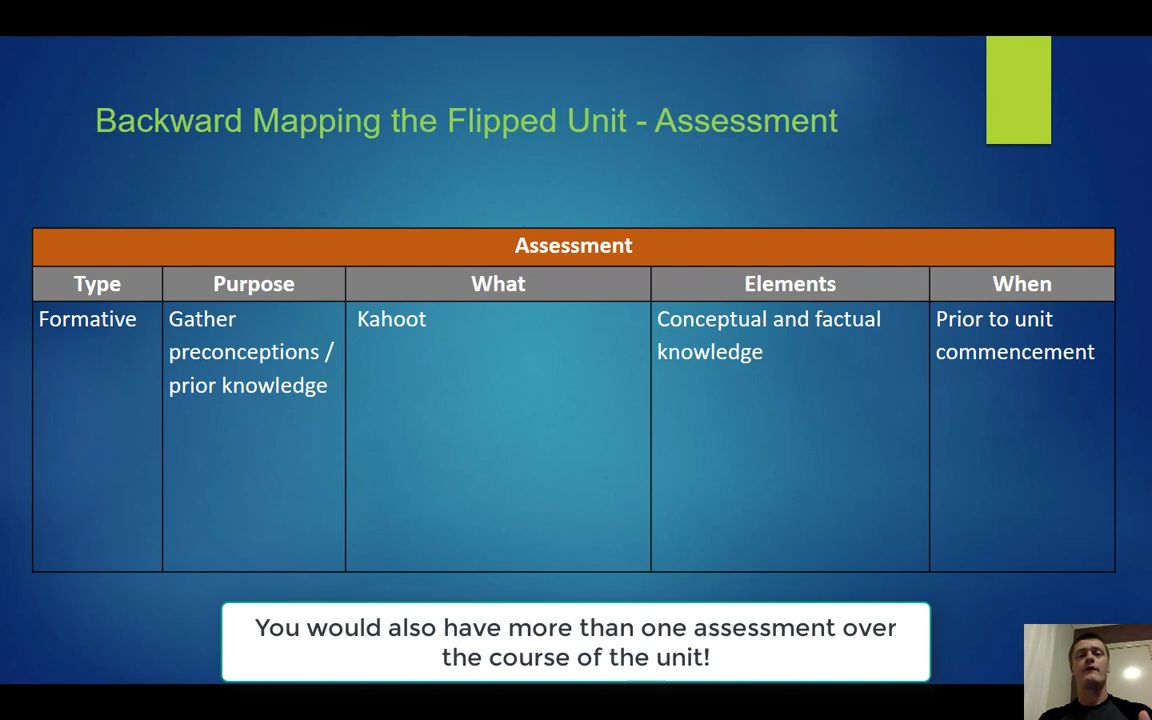 Backward Mapping the Flipped Unit - Assessment
Assessment
Type Purpose What Elements When
Formative
Gather
preconceptions /
prior knowledge
Kahoot
Conceptual and factual
knowledge
Prior to unit
commencement
You would also have more than one assessment over
the course of the unit!